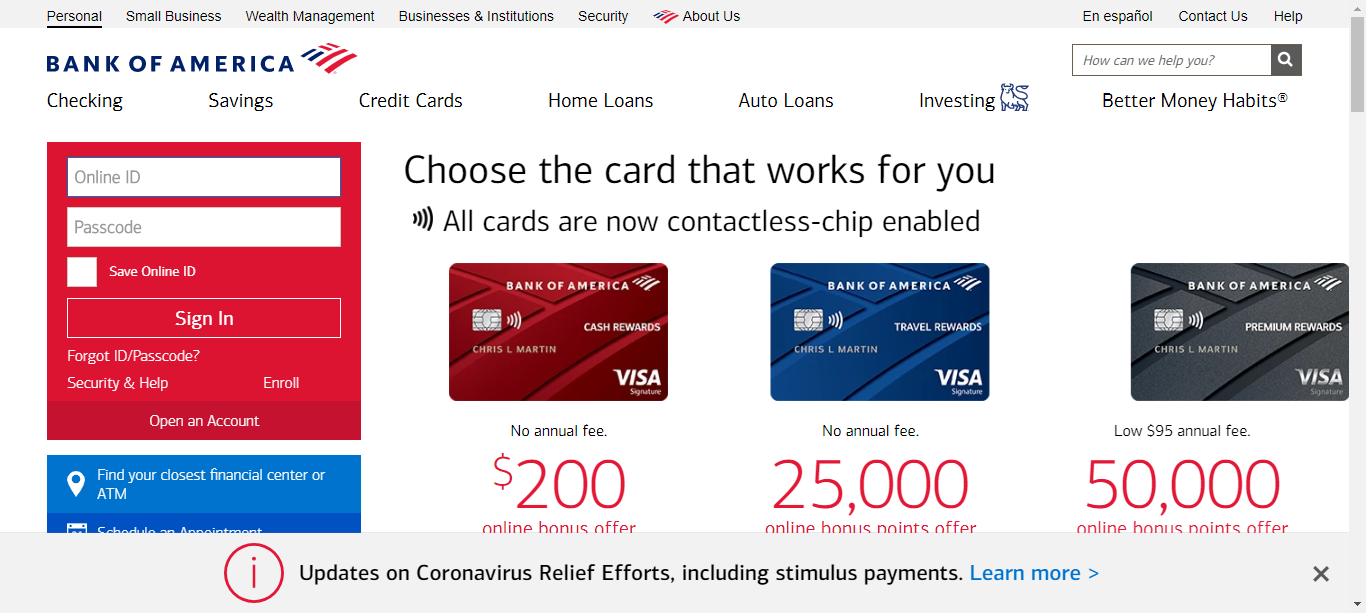 Personal Small Business Wealth Management Businesses & Institutions Security About Us En español Contact Us Help
BANK OF AMERICA
How can we help you?
Checking Savings Credit Cards Home Loans Auto Loans Investing Better Money Habits®
Online ID
Passcode
Save Online ID
Sign In
Forgot ID/Passcode?
Security & Help Enroll
Open an Account
Find your closest financial center or
ATM
Schedule an Appointment
Choose the card that works for you
All cards are now contactless-chip enabled
BANK OF AMERICA
CASH REWARDS
CHRIS L MARTIN
VISA
Signature
No annual fee.
$200
online bonus offer
BANK OF AMERICA
TRAVEL REWARDS
CHRIS L MARTIN
VISA
Signature
No annual fee.
25,000
online bonus points offer
BANK OF AMERICA
PREMIUM REWARDS
CHRIS L MARTIN
VISA
Signature
Low $95 annual fee.
50,000
online bonus points offer
Updates on Coronavirus Relief Efforts, including stimulus payments. Learn more >